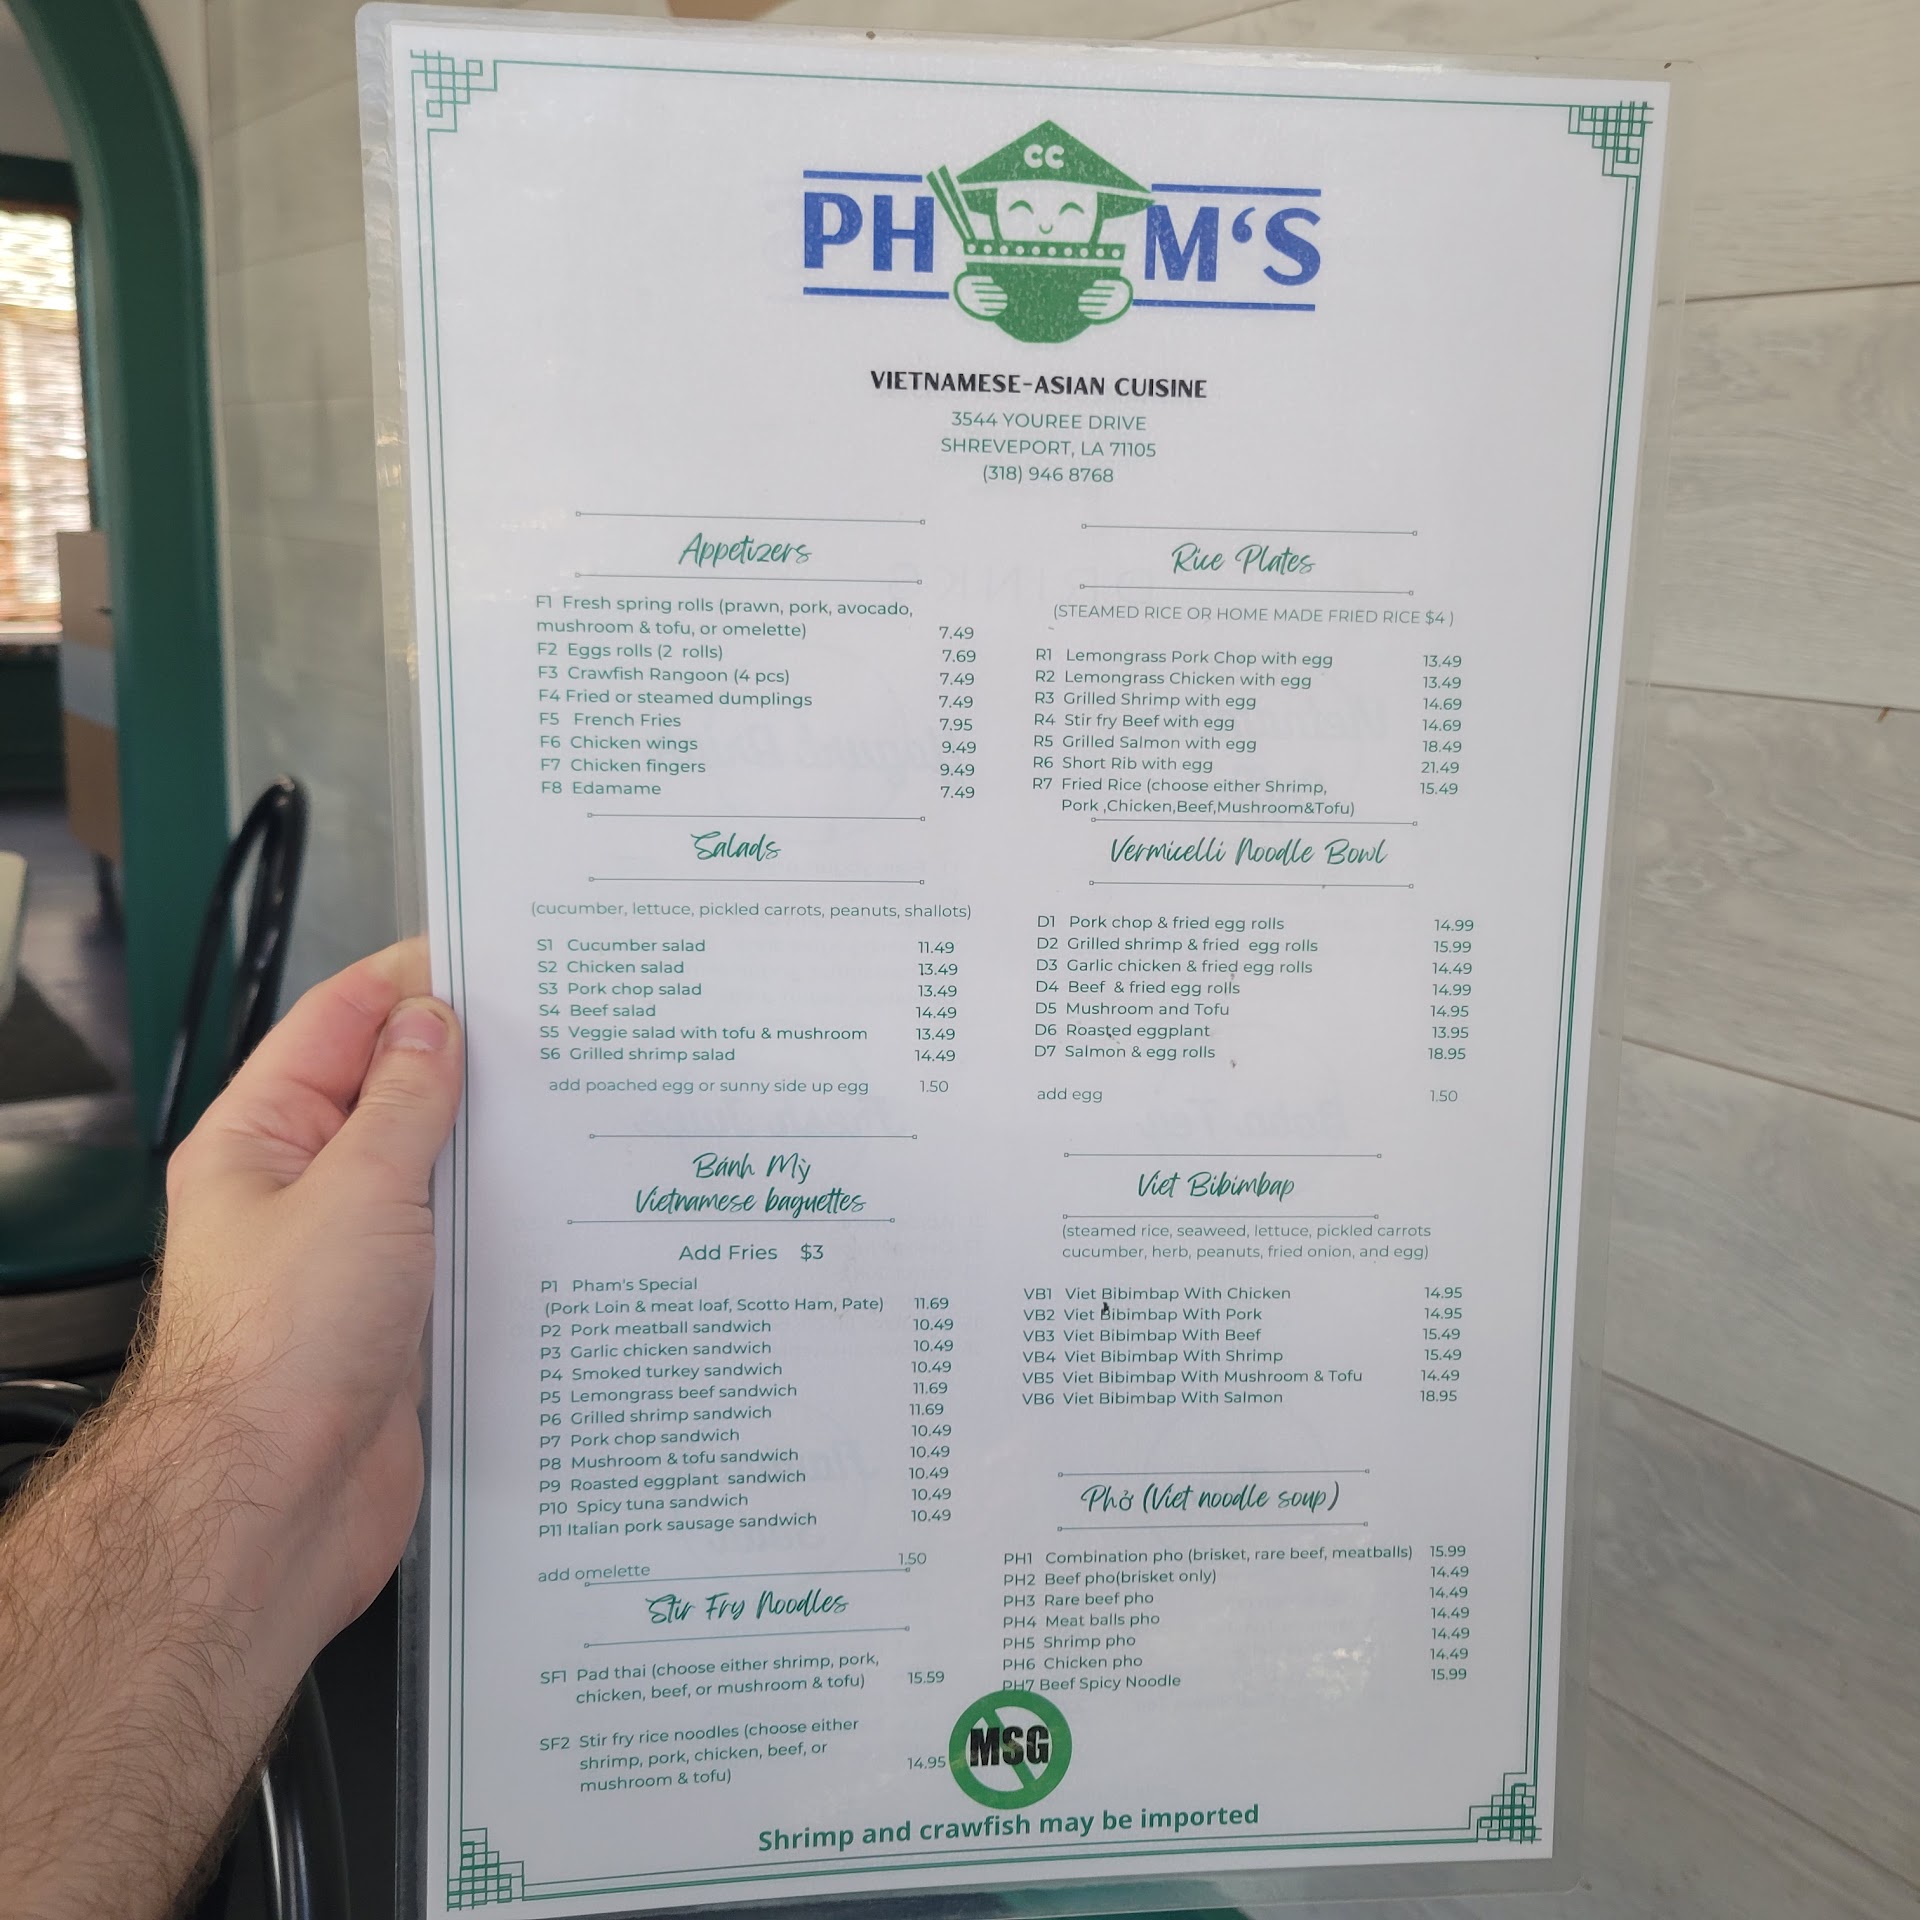 CC
PHAM'S
VIETNAMESE-ASIAN CUISINE
3544 YOUREE DRIVE
SHREVEPORT, LA 71105
(318) 946 8768
Appetizers
F1 Fresh spring rolls (prawn, pork, avocado,
mushroom & tofu, or omelette) 7.49
F2 Eggs rolls (2 rolls) 7.69
F3 Crawfish Rangoon (4 pcs) 7.49
F4 Fried or steamed dumplings 7.49
F5 French Fries 7.95
F6 Chicken wings 9.49
F7 Chicken fingers 9.49
F8 Edamame 7.49
Salads
(cucumber, lettuce, pickled carrots, peanuts, shallots)
S1 Cucumber salad 11.49
S2 Chicken salad 13.49
S3 Pork chop salad 13.49
S4 Beef salad 14.49
S5 Veggie salad with tofu & mushroom 13.49
S6 Grilled shrimp salad 14.49
add poached egg or sunny side up egg 1.50
Bánh Mỳ
Vietnamese baguettes
Add Fries $3
P1 Pham's Special
(Pork Loin & meat loaf, Scotto Ham, Pate) 11.69
P2 Pork meatball sandwich 10.49
P3 Garlic chicken sandwich 10.49
P4 Smoked turkey sandwich 10.49
P5 Lemongrass beef sandwich 11.69
P6 Grilled shrimp sandwich 11.69
P7 Pork chop sandwich 10.49
P8 Mushroom & tofu sandwich 10.49
P9 Roasted eggplant sandwich 10.49
P10 Spicy tuna sandwich 10.49
P11 Italian pork sausage sandwich 10.49
add omelette 1.50
Stir Fry Noodles
SF1 Pad thai (choose either shrimp, pork,
chicken, beef, or mushroom & tofu) 15.59
SF2 Stir fry rice noodles (choose either
shrimp, pork, chicken, beef, or
mushroom & tofu) 14.95
Rice Plates
(STEAMED RICE OR HOME MADE FRIED RICE $4 )
R1 Lemongrass Pork Chop with egg 13.49
R2 Lemongrass Chicken with egg 13.49
R3 Grilled Shrimp with egg 14.69
R4 Stir fry Beef with egg 14.69
R5 Grilled Salmon with egg 18.49
R6 Short Rib with egg 21.49
R7 Fried Rice (choose either Shrimp, 15.49
Pork ,Chicken,Beef,Mushroom&Tofu)
Vermicelli Noodle Bowl
D1 Pork chop & fried egg rolls 14.99
D2 Grilled shrimp & fried egg rolls 15.99
D3 Garlic chicken & fried egg rolls 14.49
D4 Beef & fried egg rolls 14.99
D5 Mushroom and Tofu 14.95
D6 Roasted eggplant 13.95
D7 Salmon & egg rolls 18.95
add egg 1.50
Viet Bibimbap
(steamed rice, seaweed, lettuce, pickled carrots
cucumber, herb, peanuts, fried onion, and egg)
VB1 Viet Bibimbap With Chicken 14.95
VB2 Viet Bibimbap With Pork 14.95
VB3 Viet Bibimbap With Beef 15.49
VB4 Viet Bibimbap With Shrimp 15.49
VB5 Viet Bibimbap With Mushroom & Tofu 14.49
VB6 Viet Bibimbap With Salmon 18.95
Phở (Viet noodle soup)
PH1 Combination pho (brisket, rare beef, meatballs) 15.99
PH2 Beef pho(brisket only) 14.49
PH3 Rare beef pho 14.49
PH4 Meat balls pho 14.49
PH5 Shrimp pho 14.49
PH6 Chicken pho 14.49
PH7 Beef Spicy Noodle 15.99
MSG
Shrimp and crawfish may be imported